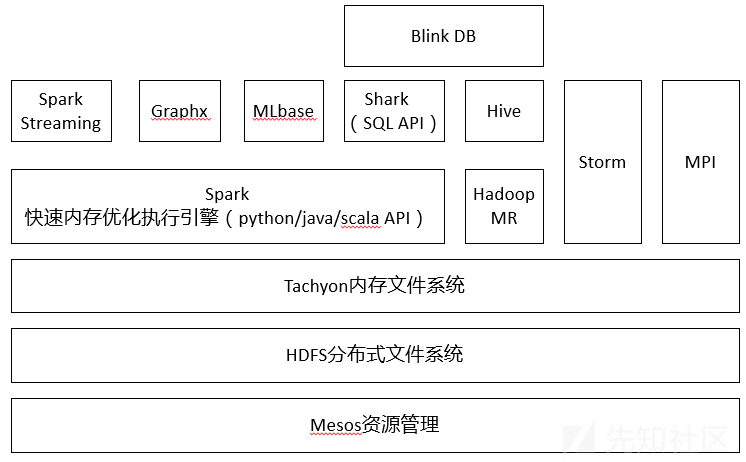 Blink DB
Spark
Streaming
Graphx
MLbase
Shark
（SQL API）
Hive
Storm
MPI
Spark
快速内存优化执行引擎（python/java/scala API）
Hadoop
MR
Tachyon内存文件系统
HDFS分布式文件系统
Mesos资源管理
先知社区